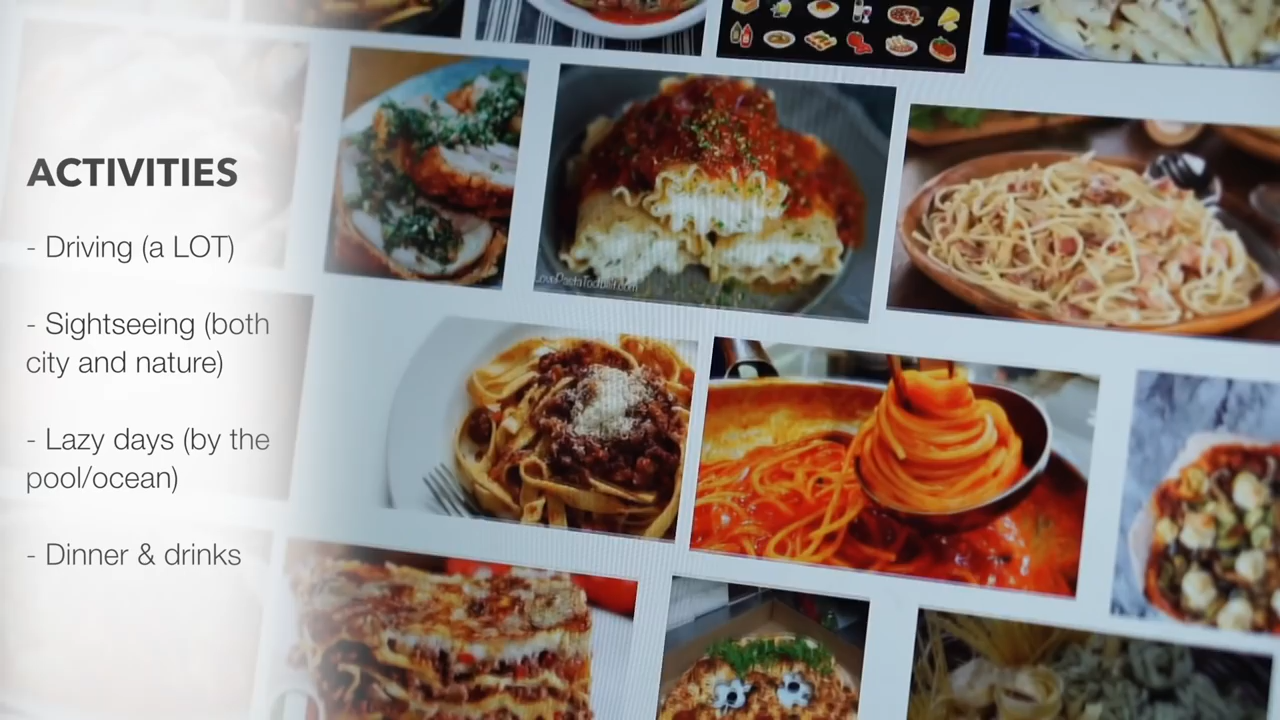 ACTIVITIES
- Driving (a LOT)
- Sightseeing (both
city and nature)
- Lazy days (by the
pool/ocean)
- Dinner & drinks